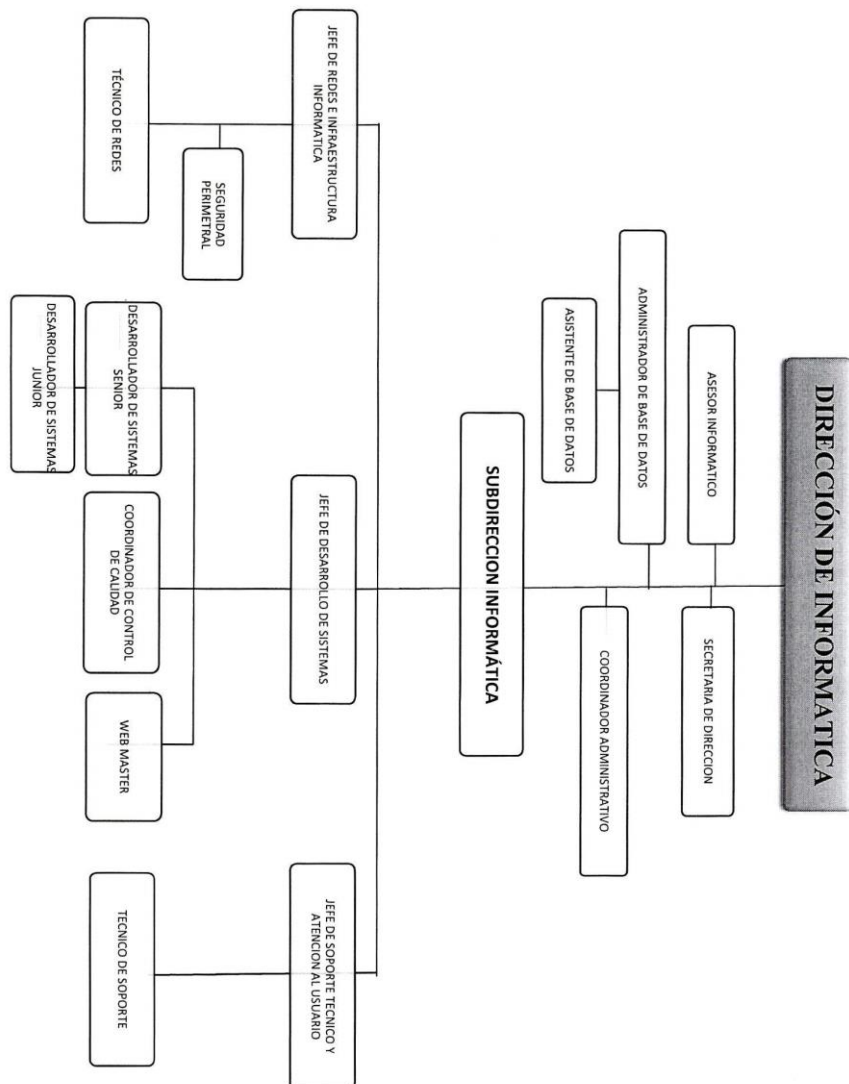 DIRECCIÓN DE INFORMATICA
ASESOR INFORMATICO
SECRETARIA DE DIRECCION
ADMINISTRADOR DE BASE DE DATOS
COORDINADOR ADMINISTRATIVO
ASISTENTE DE BASE DE DATOS
SUBDIRECCION INFORMÁTICA
JEFE DE REDES E INFRAESTRUCTURA
INFORMATICA
JEFE DE DESARROLLO DE SISTEMAS
JEFE DE SOPORTE TECNICO Y
ATENCION AL USUARIO
SEGURIDAD
PERIMETRAL
TÉCNICO DE REDES
DESARROLLADOR DE SISTEMAS
SENIOR
COORDINADOR DE CONTROL
DE CALIDAD
WEB MASTER
TECNICO DE SOPORTE
DESARROLLADOR DE SISTEMAS
JUNIOR